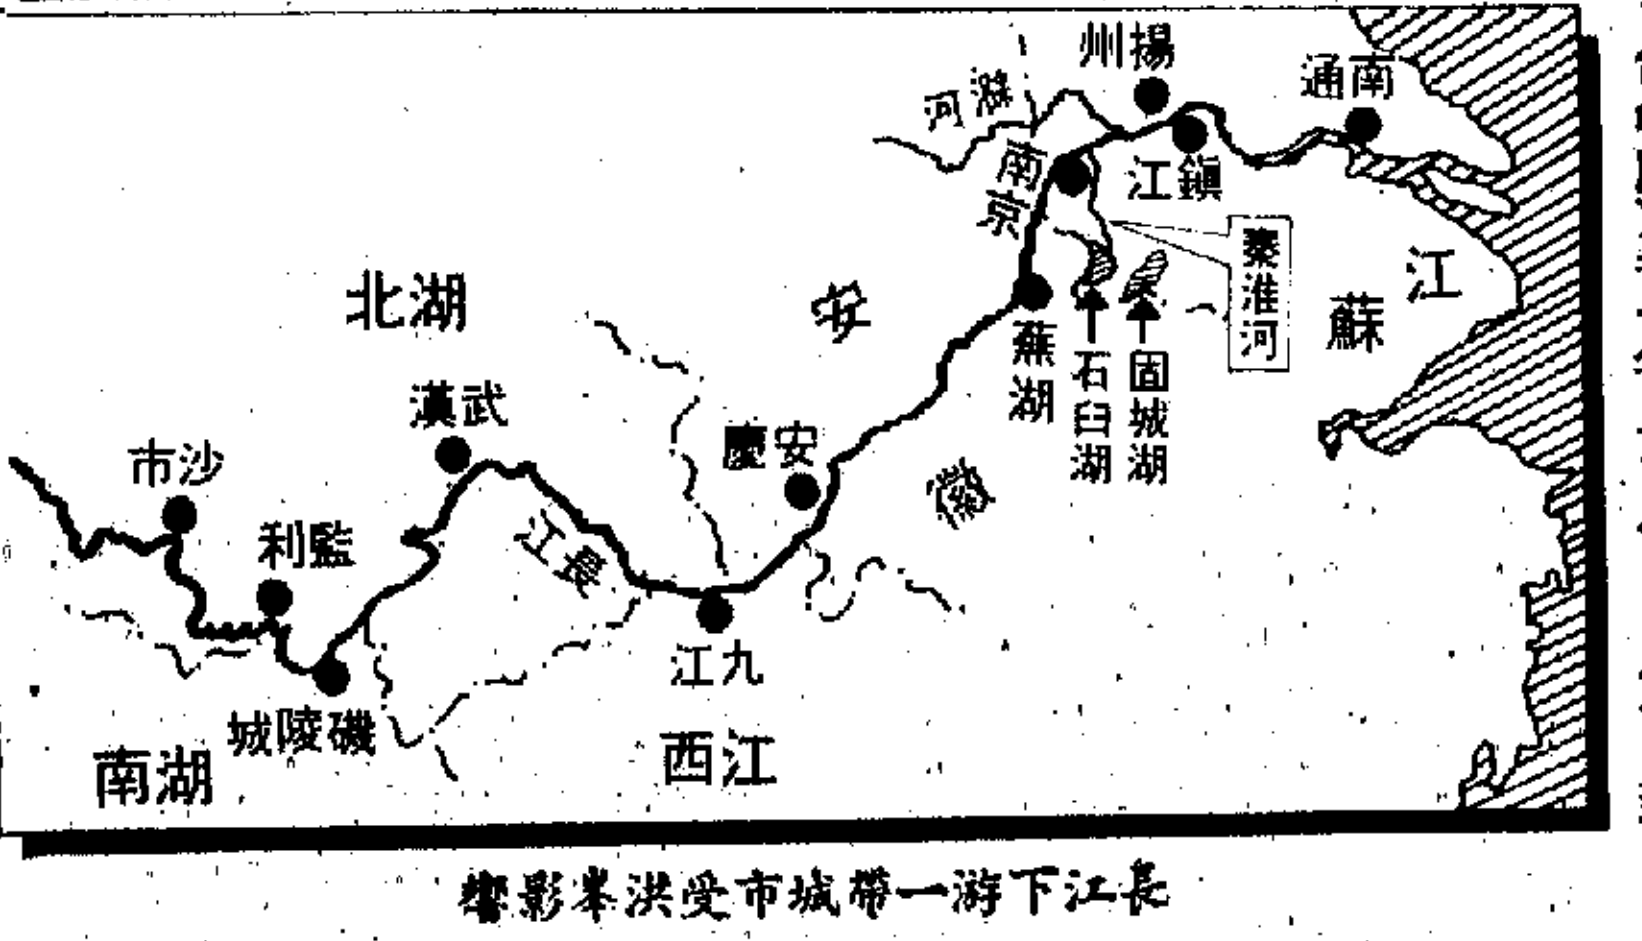 揚州
南通
滁河
南京
鎮江
秦淮河
江蘇
湖北
安徽
蕪湖
石臼湖
固城湖
武漢
安慶
沙市
監利
長江
九江
城陵磯
湖南
江西
長江下游一帶城市受洪峯影響